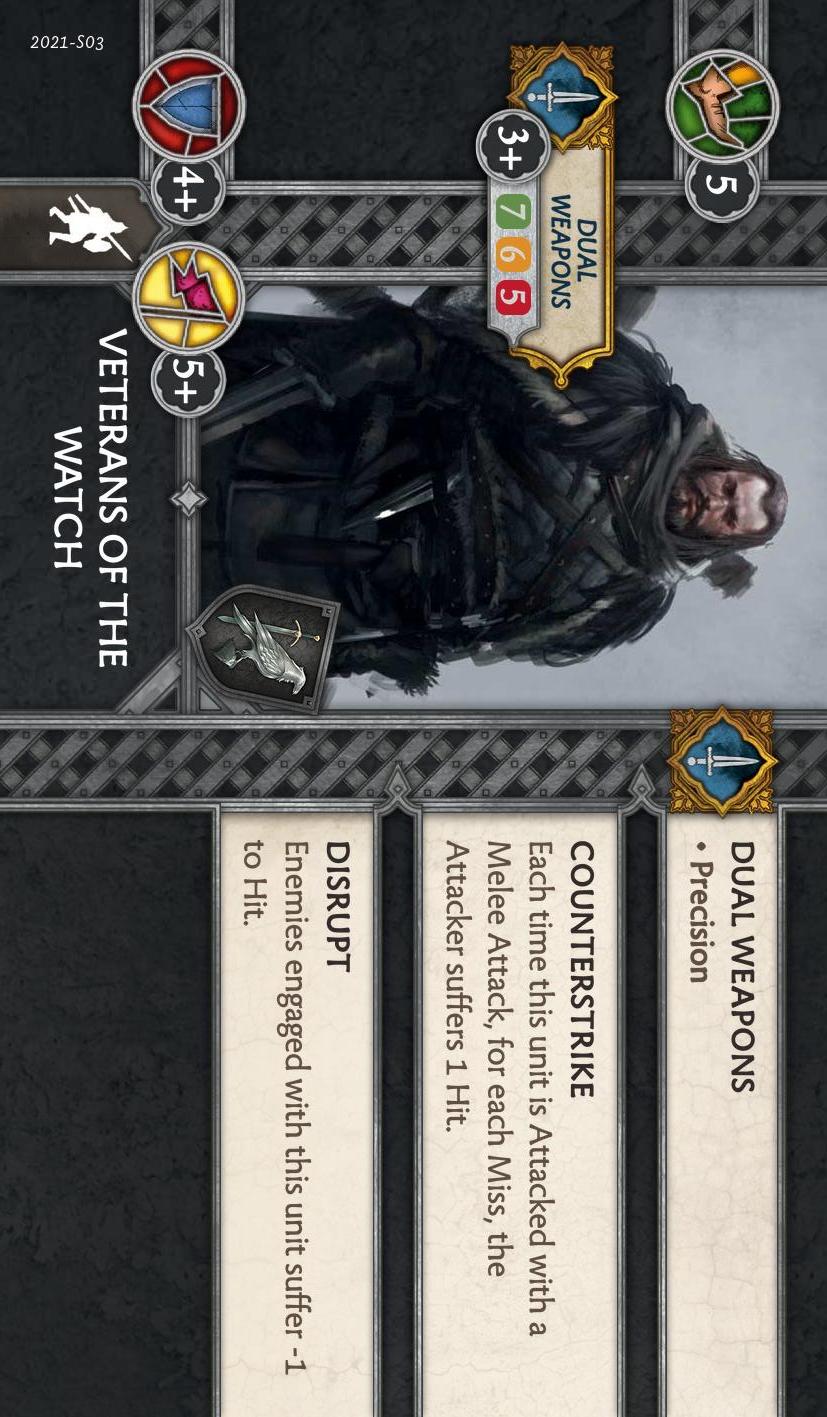 5
DUAL
WEAPONS
3+
7 6 5
4+
5+
VETERANS OF THE
WATCH
DUAL WEAPONS
• Precision
COUNTERSTRIKE
Each time this unit is Attacked with a
Melee Attack, for each Miss, the
Attacker suffers 1 Hit.
DISRUPT
Enemies engaged with this unit suffer -1
to Hit.
2021-S03